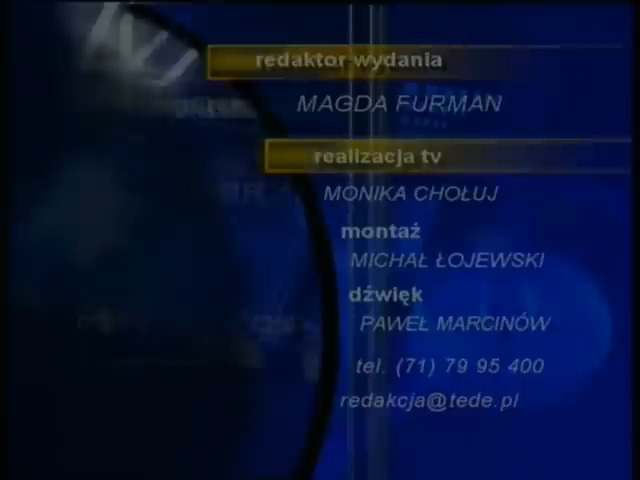 redaktor wydania
MAGDA FURMAN
realizacja tv
MONIKA CHOŁUJ
montaż
MICHAŁ ŁOJEWSKI
dźwięk
PAWEŁ MARCINÓW
tel. (71) 79 95 400
redakcja@tede.pl